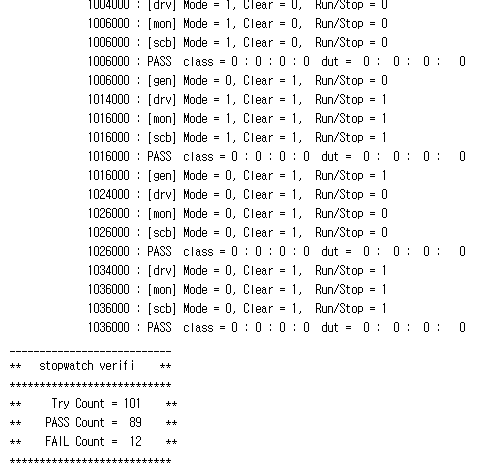 1004000 : [drv] Mode = 1, Clear = 0,  Run/Stop = 0
1006000 : [mon] Mode = 1, Clear = 0,  Run/Stop = 0
1006000 : [scb] Mode = 1, Clear = 0,  Run/Stop = 0
1006000 : PASS  class = 0 : 0 : 0 : 0  dut =  0 :  0 :  0 :   0
1006000 : [gen] Mode = 0, Clear = 1,  Run/Stop = 0
1014000 : [drv] Mode = 1, Clear = 1,  Run/Stop = 1
1016000 : [mon] Mode = 1, Clear = 1,  Run/Stop = 1
1016000 : [scb] Mode = 1, Clear = 1,  Run/Stop = 1
1016000 : PASS  class = 0 : 0 : 0 : 0  dut =  0 :  0 :  0 :   0
1016000 : [gen] Mode = 0, Clear = 1,  Run/Stop = 1
1024000 : [drv] Mode = 0, Clear = 1,  Run/Stop = 0
1026000 : [mon] Mode = 0, Clear = 1,  Run/Stop = 0
1026000 : [scb] Mode = 0, Clear = 1,  Run/Stop = 0
1026000 : PASS  class = 0 : 0 : 0 : 0  dut =  0 :  0 :  0 :   0
1034000 : [drv] Mode = 0, Clear = 1,  Run/Stop = 1
1036000 : [mon] Mode = 0, Clear = 1,  Run/Stop = 1
1036000 : [scb] Mode = 0, Clear = 1,  Run/Stop = 1
1036000 : PASS  class = 0 : 0 : 0 : 0  dut =  0 :  0 :  0 :   0
---------------------------
**   stopwatch verifi    **
***************************
**     Try Count = 101    **
**    PASS Count =  89    **
**    FAIL Count =  12    **
***************************